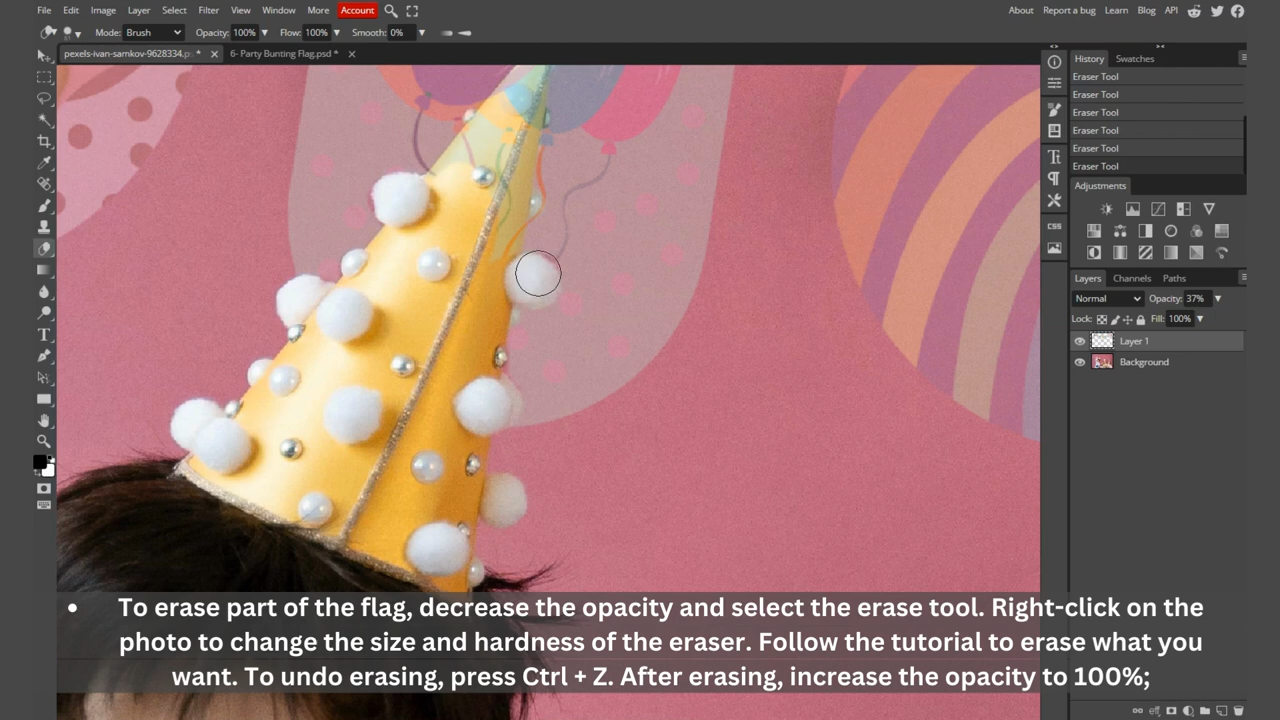 File Edit Image Layer Select Filter View Window More Account
About Report a bug Learn Blog API
Mode: Brush Opacity: 100% Flow: 100% Smooth: 0%
pexels-ivan-samkov-9628334.p * 6- Party Bunting Flag.psd *
History Swatches
Eraser Tool
Eraser Tool
Eraser Tool
Eraser Tool
Eraser Tool
Eraser Tool
Adjustments
CSS
Layers Channels Paths
Normal Opacity: 37%
Lock: Fill: 100%
Layer 1
Background
eff
• To erase part of the flag, decrease the opacity and select the erase tool. Right-click on the
photo to change the size and hardness of the eraser. Follow the tutorial to erase what you
want. To undo erasing, press Ctrl + Z. After erasing, increase the opacity to 100%;